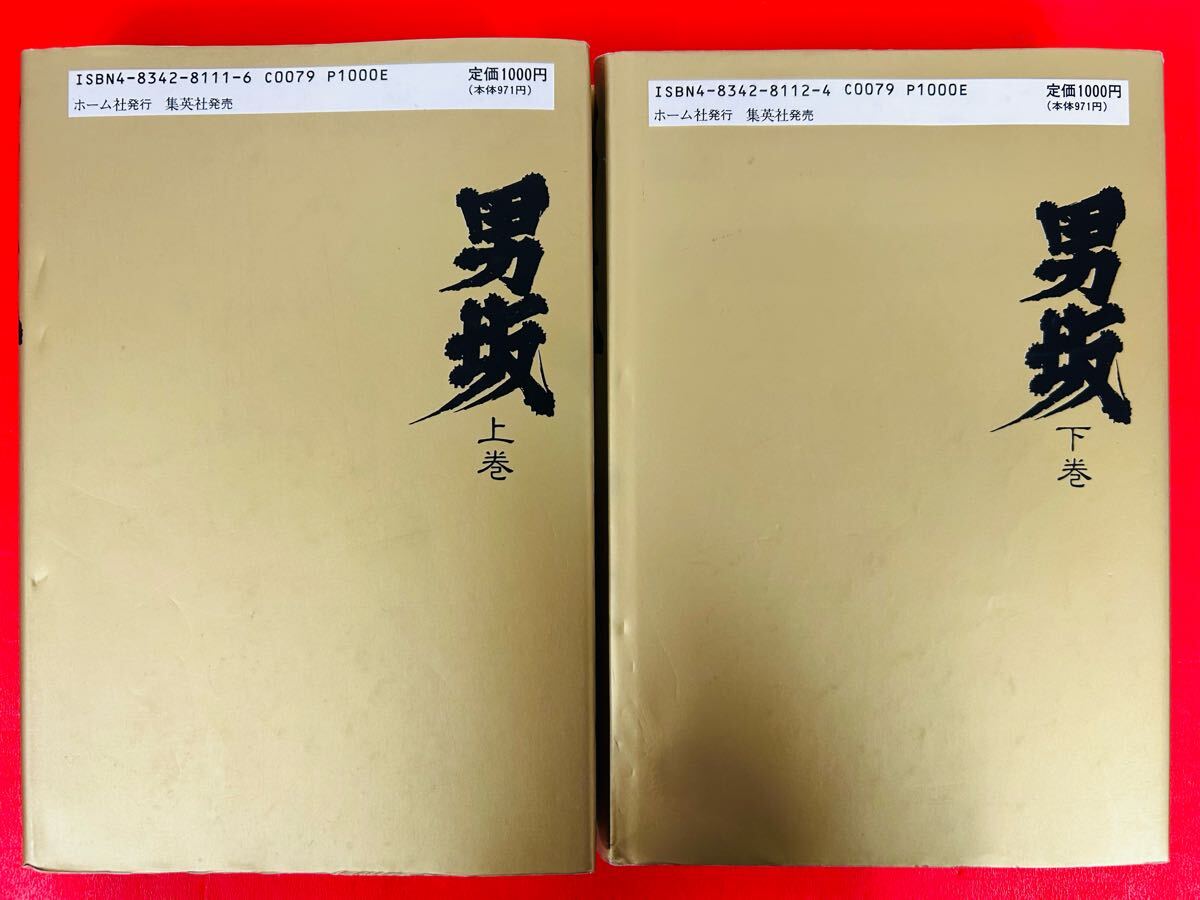 ISBN4-8342-8111-6 C0079 P1000E 定価1000円
(本体971円)
ホーム社発行 集英社発売
男坂
上巻
ISBN4-8342-8112-4 C0079 P1000E 定価1000円
(本体971円)
ホーム社発行 集英社発売
男坂
下巻